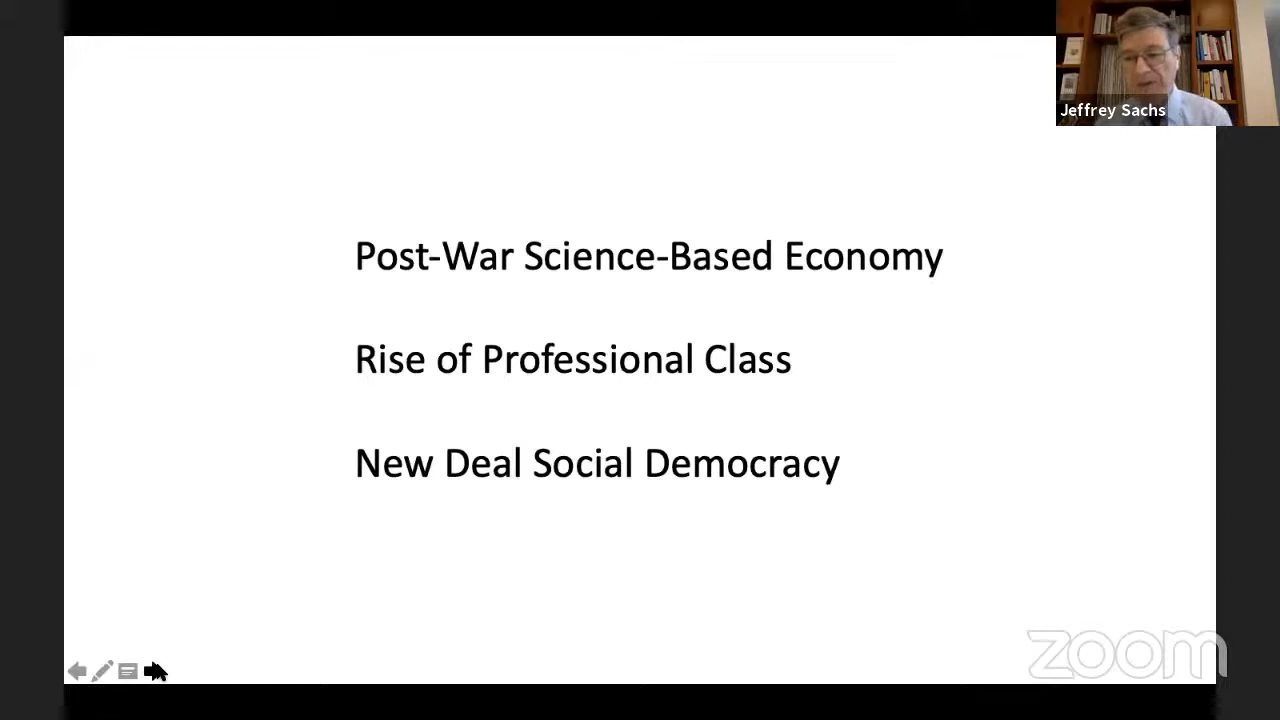 Jeffrey Sachs
Post-War Science-Based Economy
Rise of Professional Class
New Deal Social Democracy
zoom